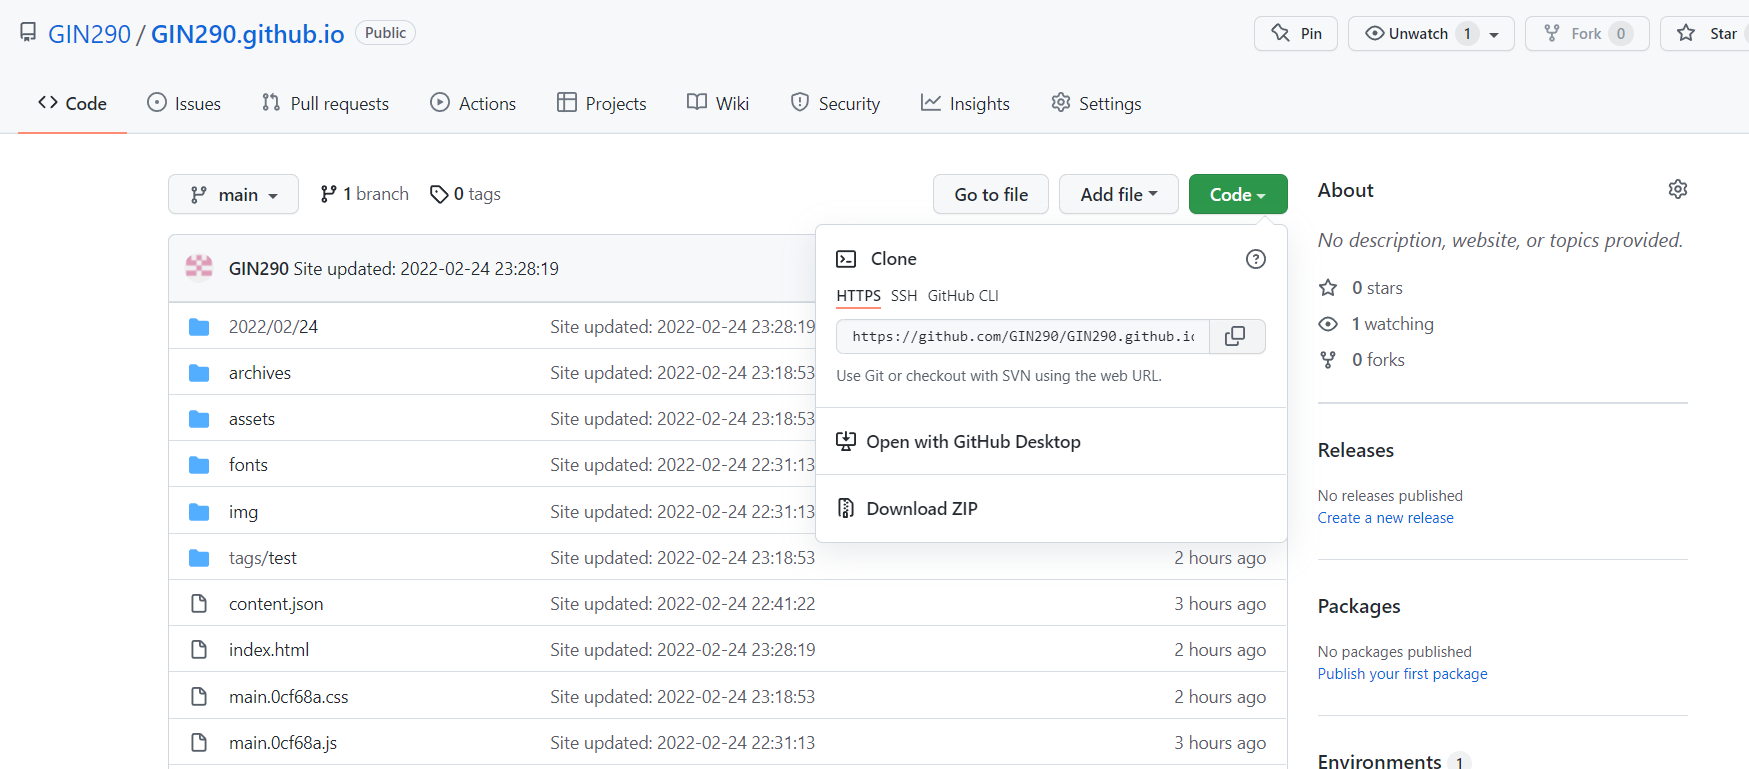 GIN290 / GIN290.github.io Public
Pin
Unwatch 1
Fork 0
Star
Code
Issues
Pull requests
Actions
Projects
Wiki
Security
Insights
Settings
main
1 branch
0 tags
Go to file
Add file
Code
GIN290 Site updated: 2022-02-24 23:28:19
2022/02/24 Site updated: 2022-02-24 23:28:19
archives Site updated: 2022-02-24 23:18:53
assets Site updated: 2022-02-24 23:18:53
fonts Site updated: 2022-02-24 22:31:13
img Site updated: 2022-02-24 22:31:13
tags/test Site updated: 2022-02-24 23:18:53 2 hours ago
content.json Site updated: 2022-02-24 22:41:22 3 hours ago
index.html Site updated: 2022-02-24 23:28:19 2 hours ago
main.0cf68a.css Site updated: 2022-02-24 23:18:53 2 hours ago
main.0cf68a.js Site updated: 2022-02-24 22:31:13 3 hours ago
Clone
HTTPS SSH GitHub CLI
https://github.com/GIN290/GIN290.github.io
Use Git or checkout with SVN using the web URL.
Open with GitHub Desktop
Download ZIP
About
No description, website, or topics provided.
0 stars
1 watching
0 forks
Releases
No releases published
Create a new release
Packages
No packages published
Publish your first package
Environments 1